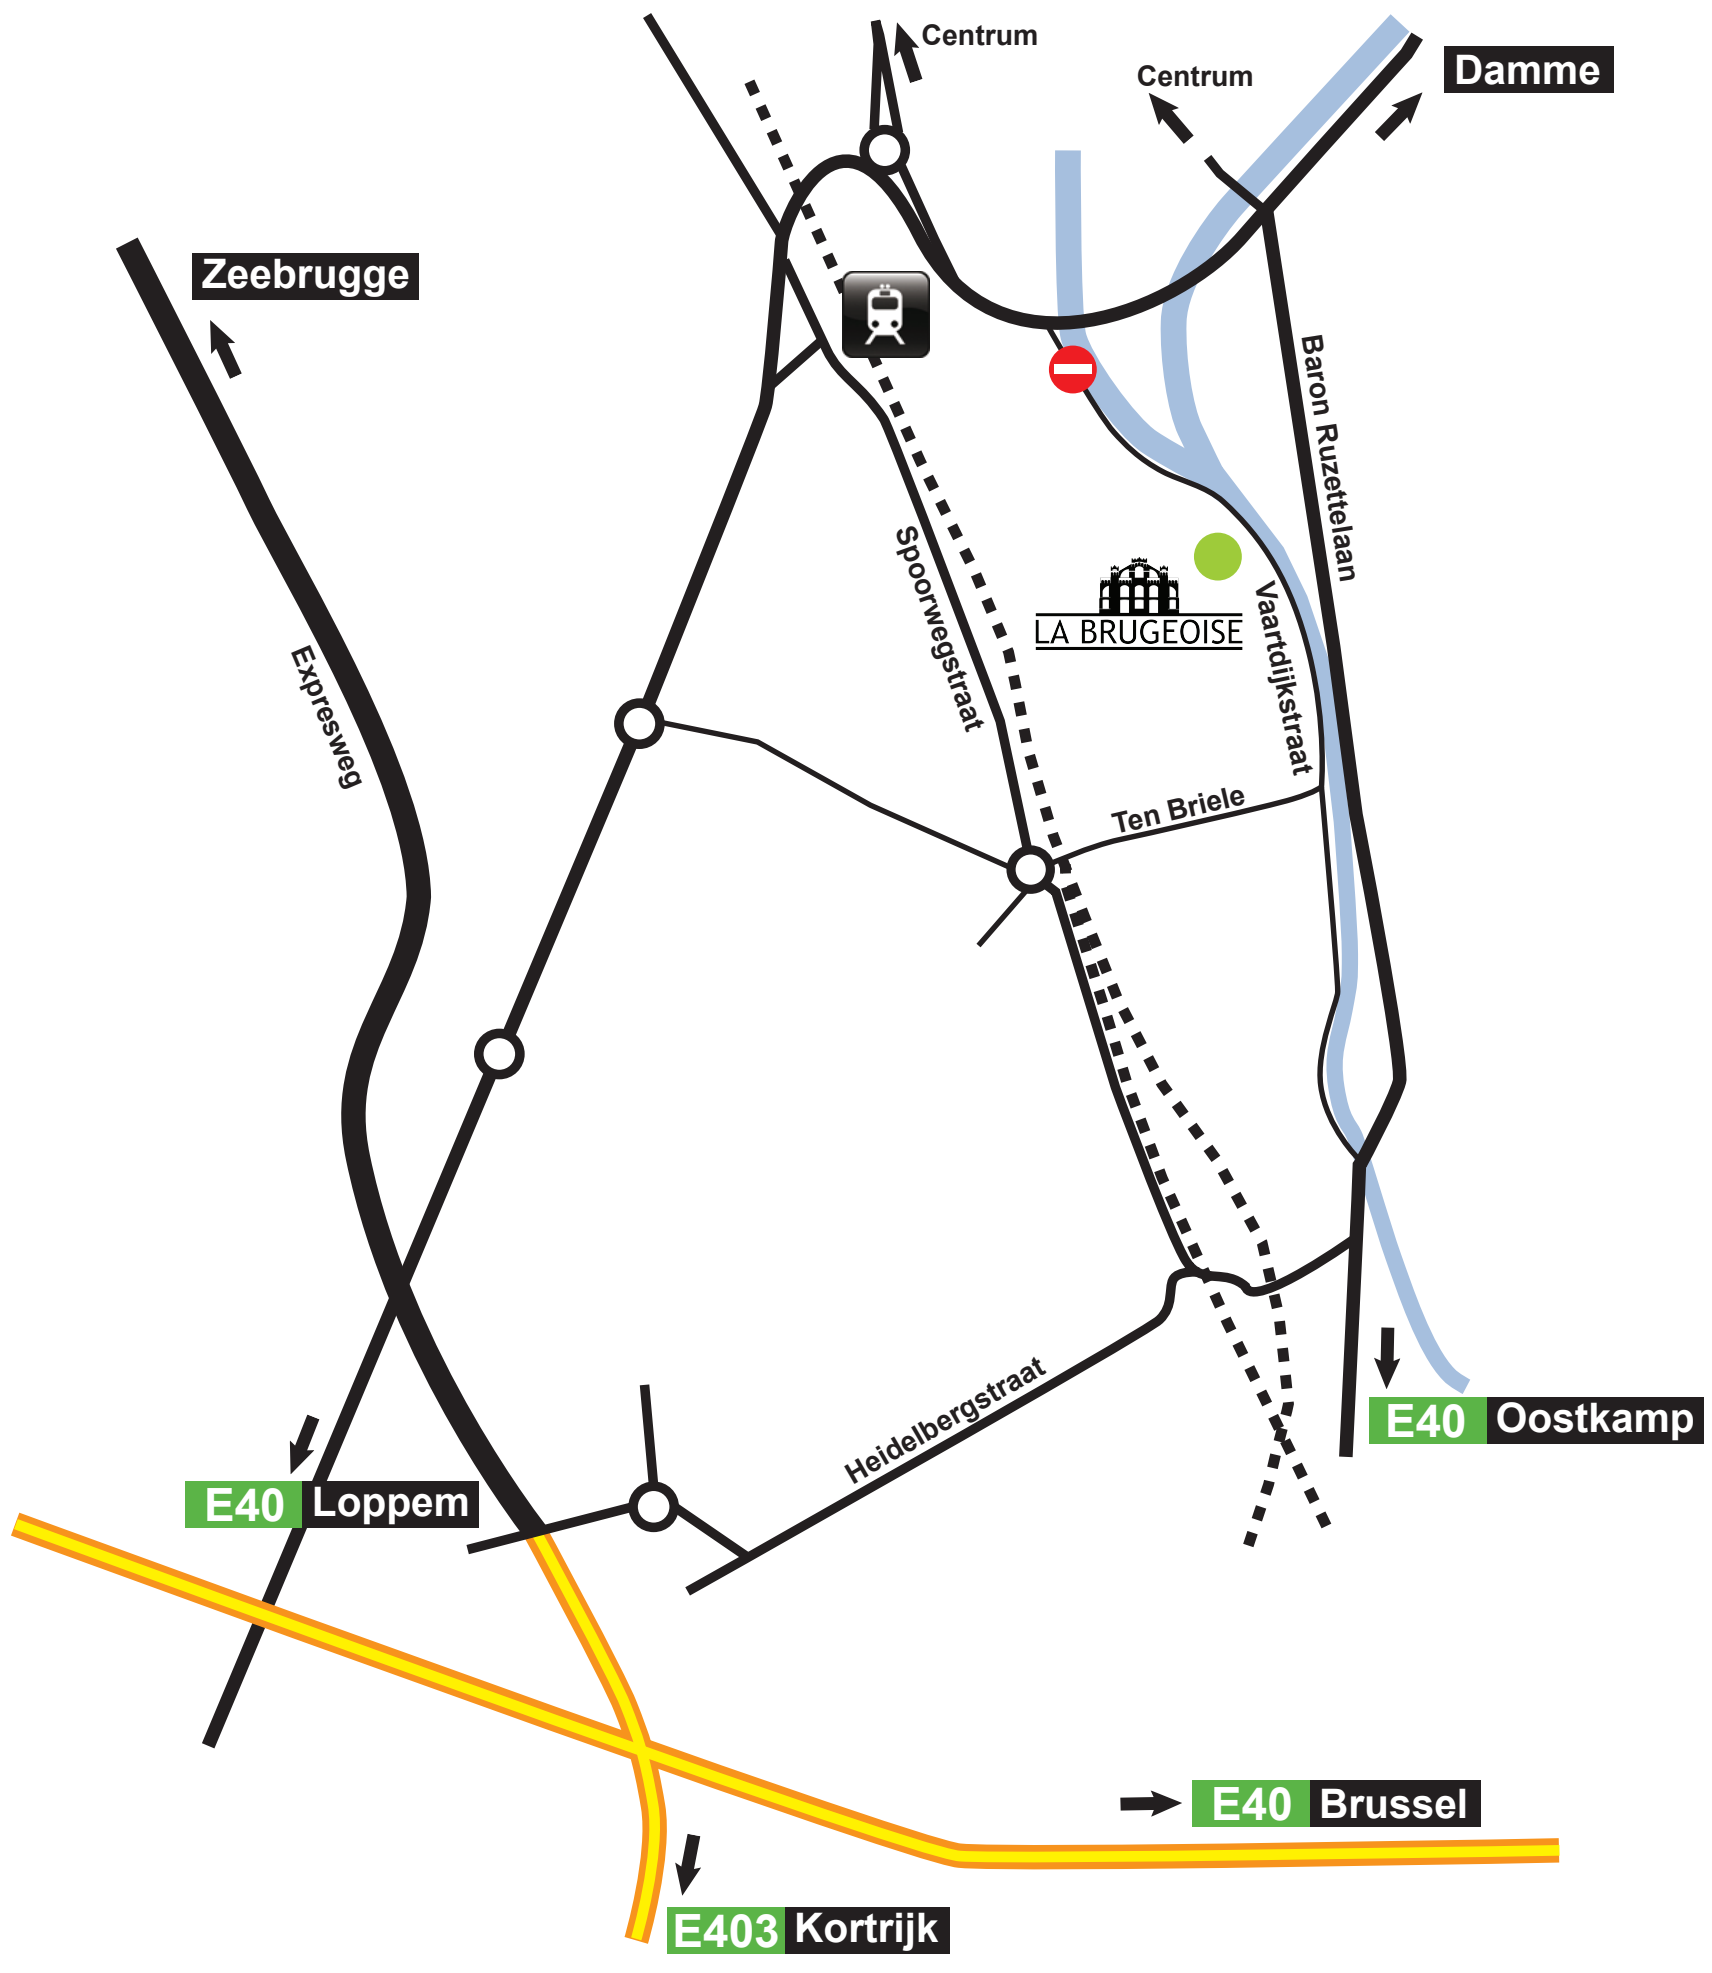 Centrum
Centrum
Damme
Zeebrugge
Baron Ruzettelaan
Spoorwegstraat
LA BRUGEOISE
Vaartdijkstraat
Expresweg
Ten Briele
Heidelbergstraat
E40 Oostkamp
E40 Loppem
E40 Brussel
E403 Kortrijk